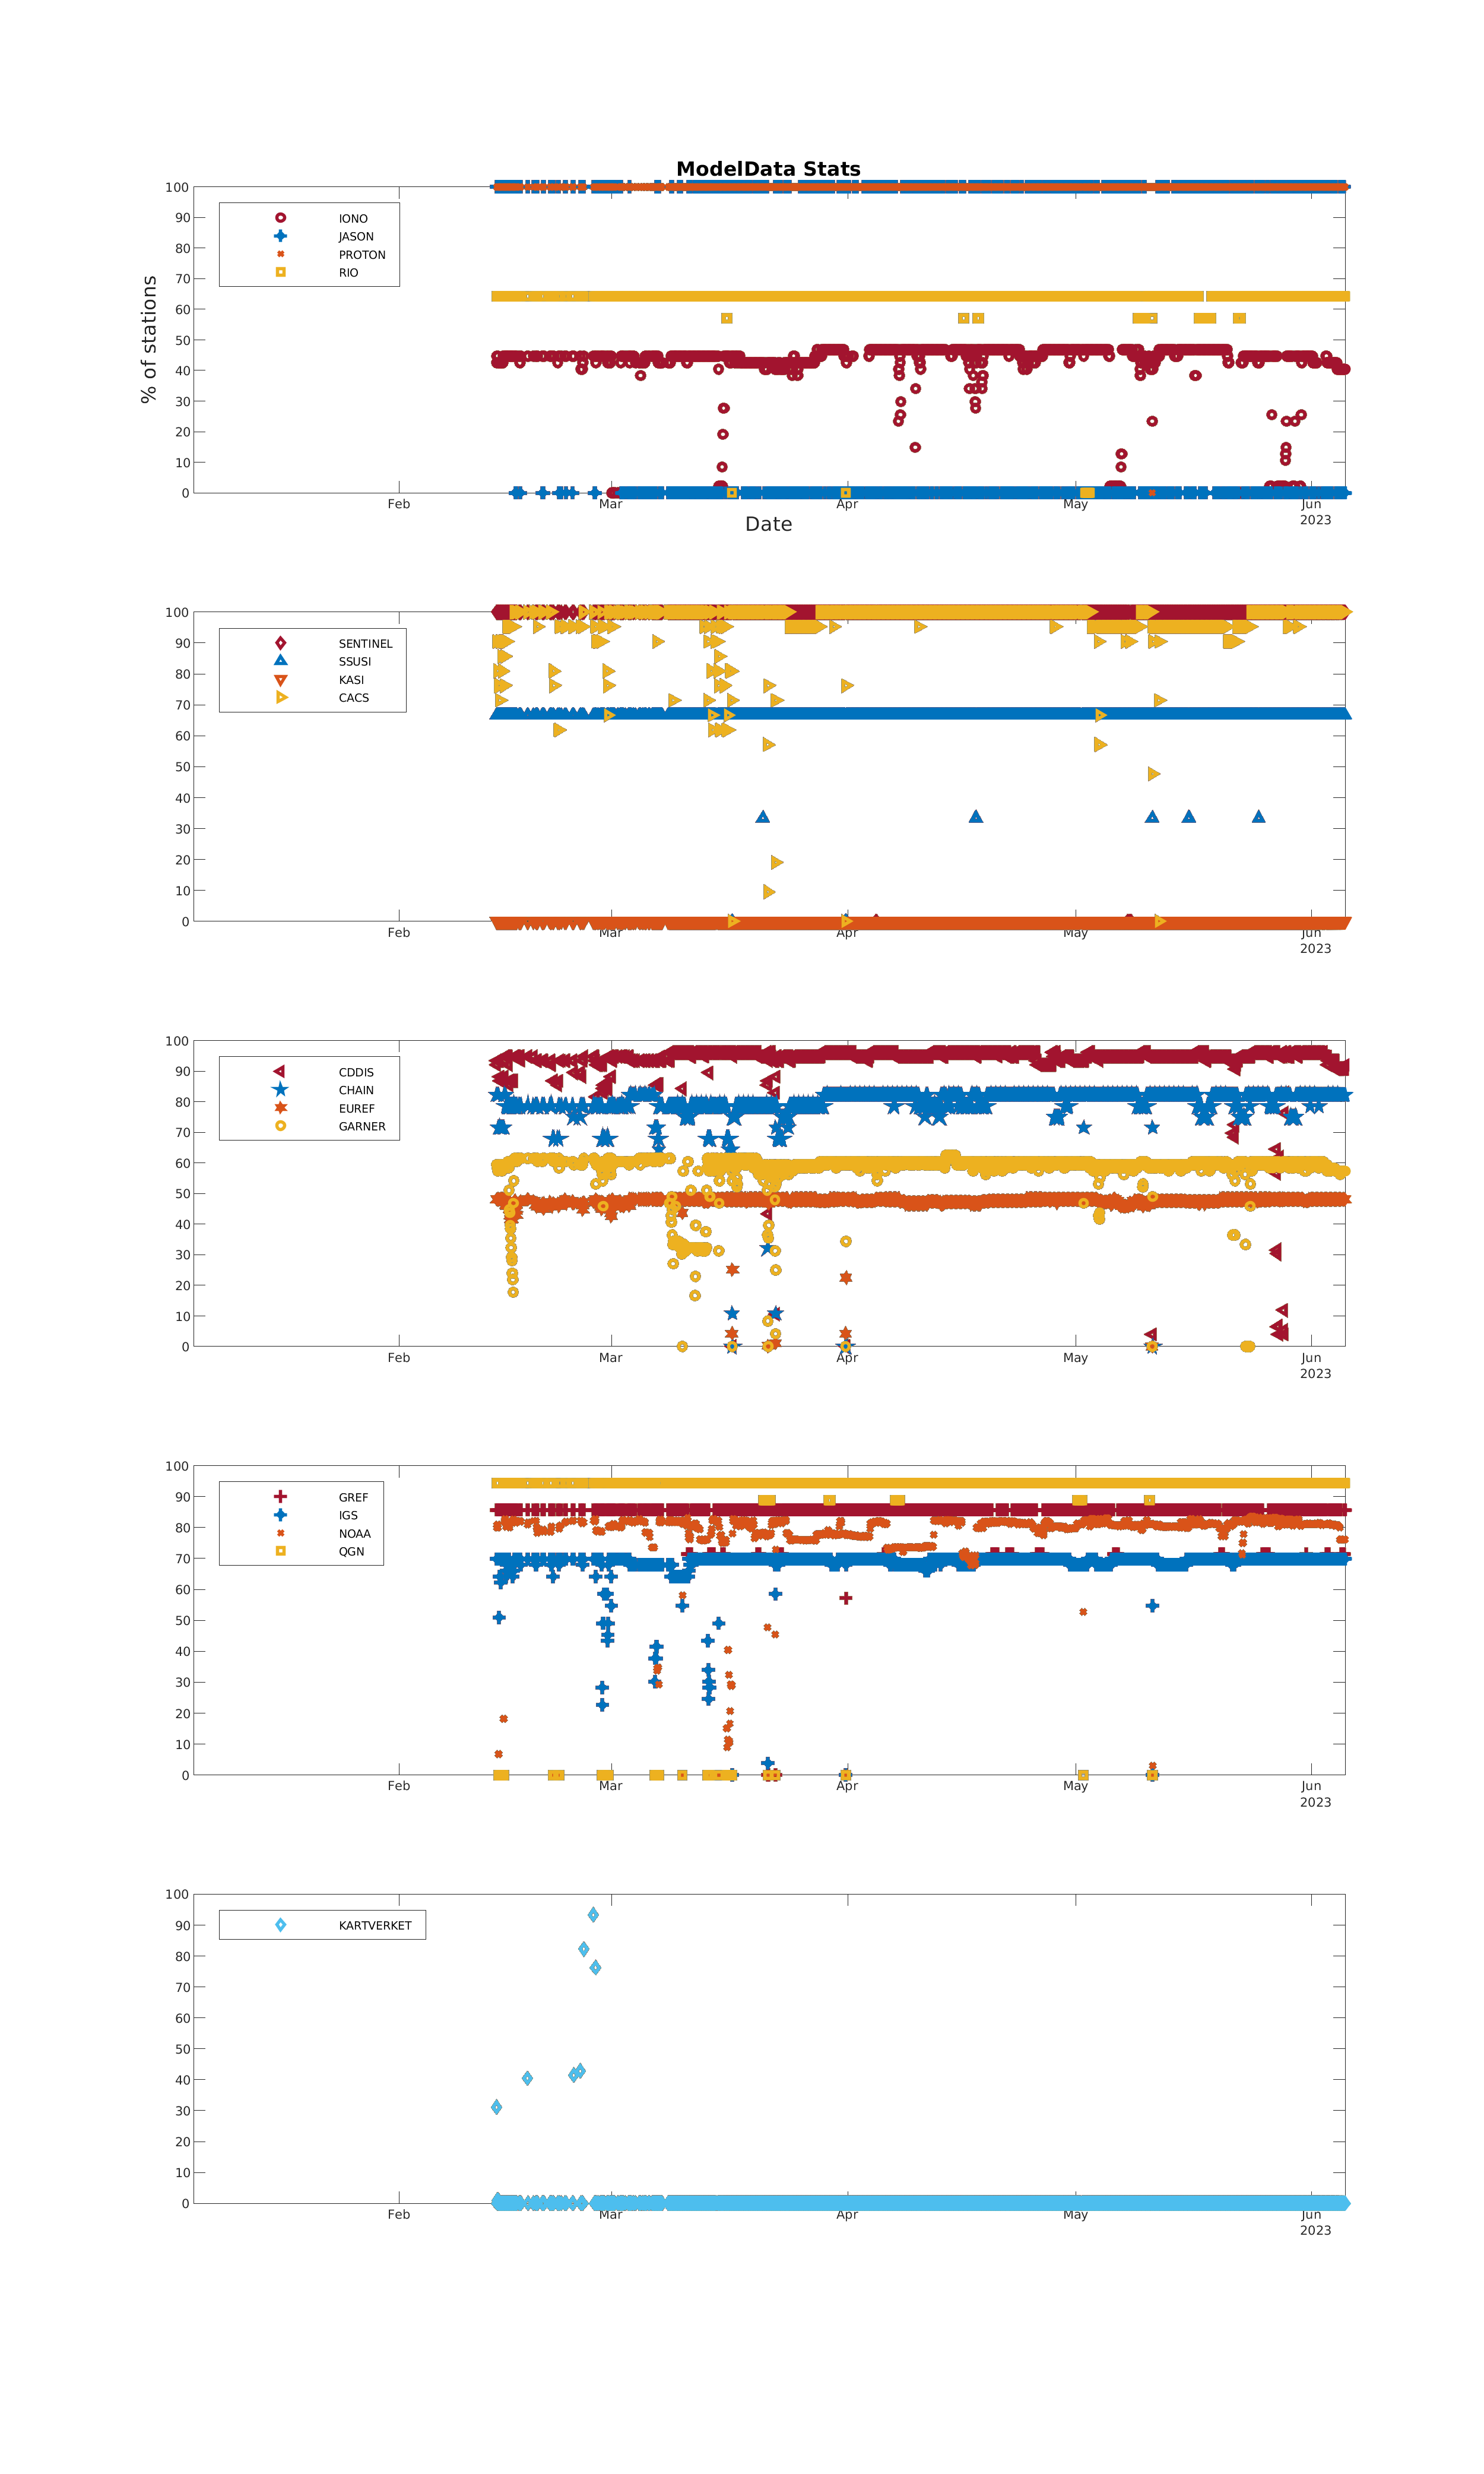 ModelData Stats
100
90
80
70
60
50
40
30
20
10
0
% of stations
IONO
JASON
PROTON
RIO
Feb
Mar
Apr
May
Jun
2023
Date
100
90
80
70
60
50
40
30
20
10
0
SENTINEL
SSUSI
KASI
CACS
Feb
Mar
Apr
May
Jun
2023
100
90
80
70
60
50
40
30
20
10
0
CDDIS
CHAIN
EUREF
GARNER
Feb
Mar
Apr
May
Jun
2023
100
90
80
70
60
50
40
30
20
10
0
GREF
IGS
NOAA
QGN
Feb
Mar
Apr
May
Jun
2023
100
90
80
70
60
50
40
30
20
10
0
KARTVERKET
Feb
Mar
Apr
May
Jun
2023